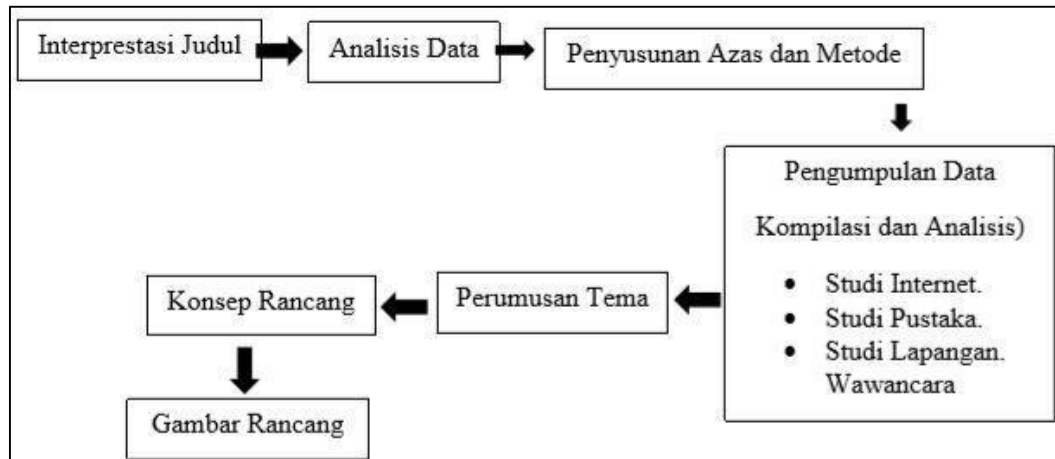 Interprestasi Judul
Analisis Data
Penyusunan Azas dan Metode
Pengumpulan Data
Kompilasi dan Analisis)
• Studi Internet.
• Studi Pustaka.
• Studi Lapangan.
Wawancara
Perumusan Tema
Konsep Rancang
Gambar Rancang